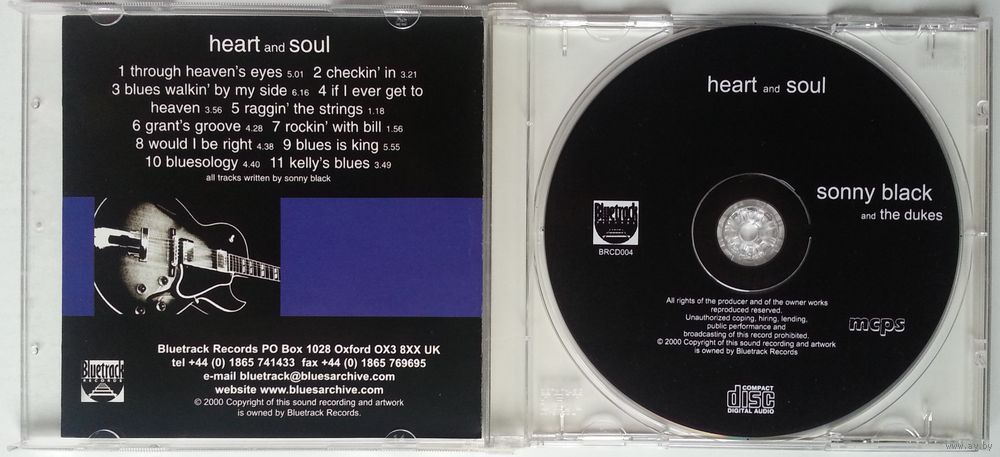 heart and soul
1 through heaven's eyes 5.01 2 checkin' in 3.21
3 blues walkin' by my side 6.16 4 if I ever get to
heaven 3.56 5 raggin' the strings 1.18
6 grant's groove 4.28 7 rockin' with bill 1.56
8 would I be right 4.38 9 blues is king 5.55
10 bluesology 4.40 11 kelly's blues 3.49
all tracks written by sonny black
Bluetrack
RECORDS
Bluetrack Records PO Box 1028 Oxford OX3 8XX UK
tel +44 (0) 1865 741433 fax +44 (0) 1865 769695
e-mail bluetrack@bluesarchive.com
website www.bluesarchive.com
© 2000 Copyright of this sound recording and artwork
is owned by Bluetrack Records.
heart and soul
sonny black
and the dukes
Bluetrack
RECORDS
BRCD004
All rights of the producer and of the owner works
reproduced reserved.
Unauthorized coping, hiring, lending,
public performance and
broadcasting of this record prohibited.
© 2000 Copyright of this sound recording and artwork
is owned by Bluetrack Records
mcps
COMPACT
disc
DIGITAL AUDIO
www.ay.by